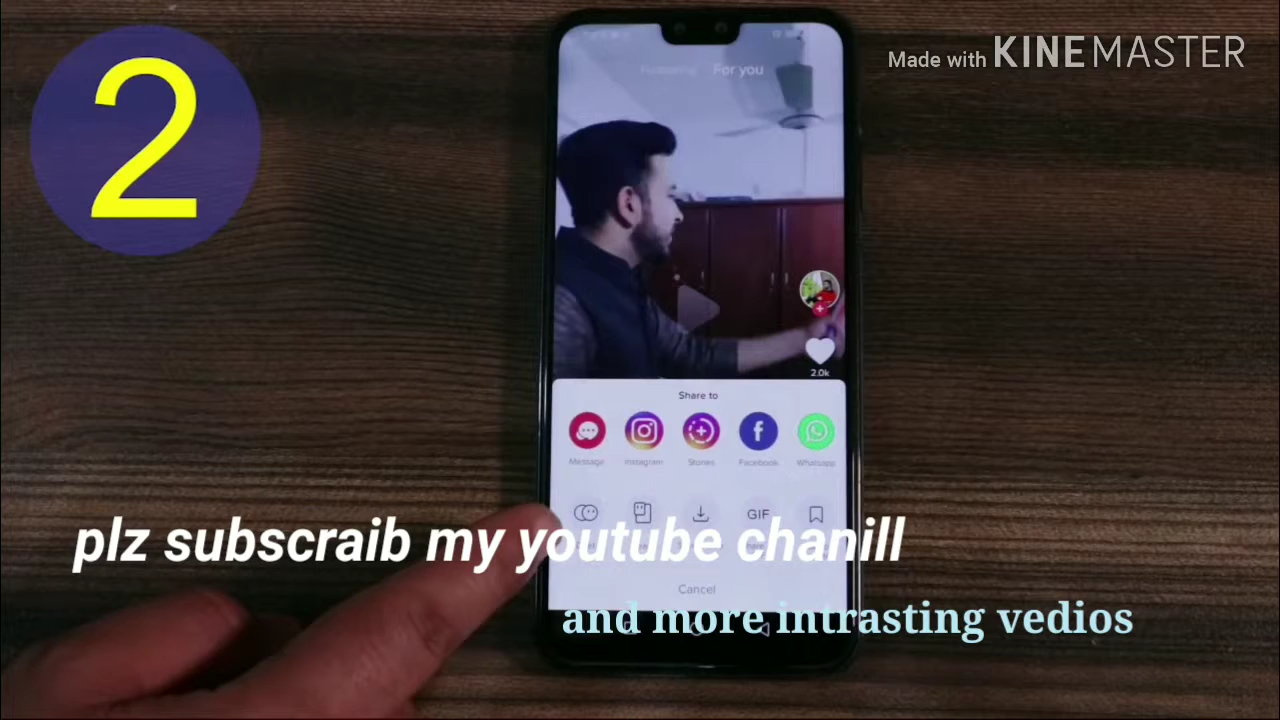 2
Made with KINEMASTER
Following For you
2.0k
Share to
Message Instagram Stories Facebook Whatsapp
GIF
plz subscraib my youtube chanill
Cancel
and more intrasting vedios